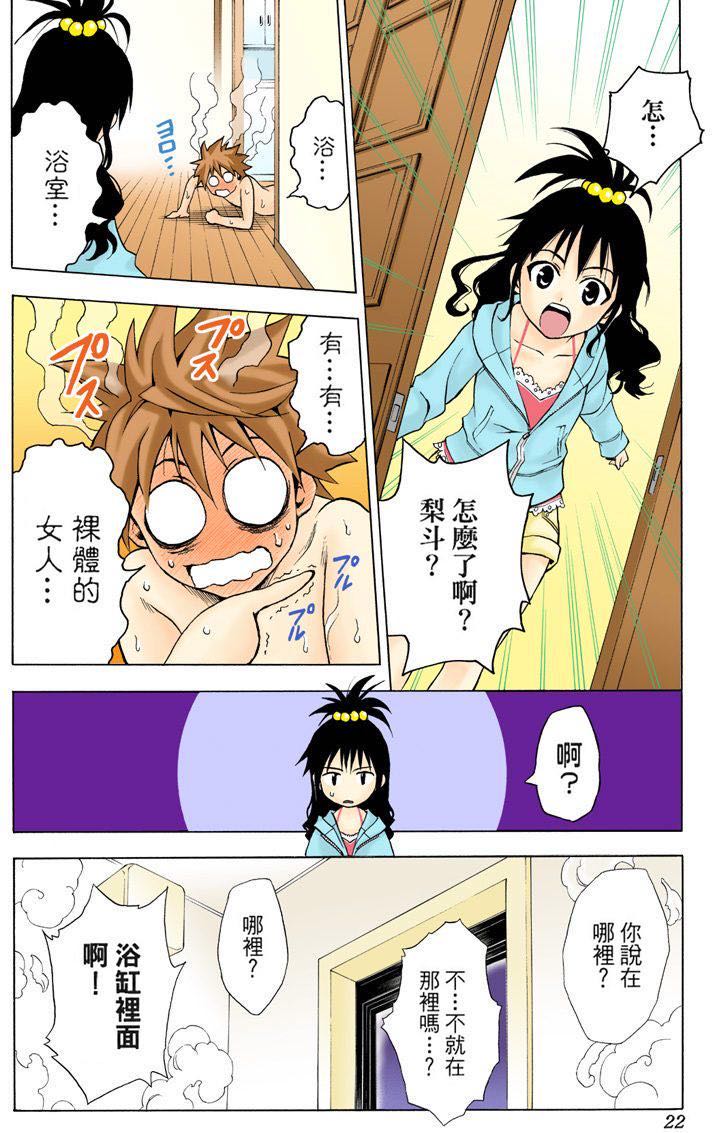 怎…
怎麼了啊？
梨斗？
浴…
ヨロ…
浴室…
有…有…
プス
プス
裸體的
女人…
プル
プル
啊？
你說在
哪裡？
不…不就在
那裡嗎…？
哪裡？
浴缸裡面
啊！
22